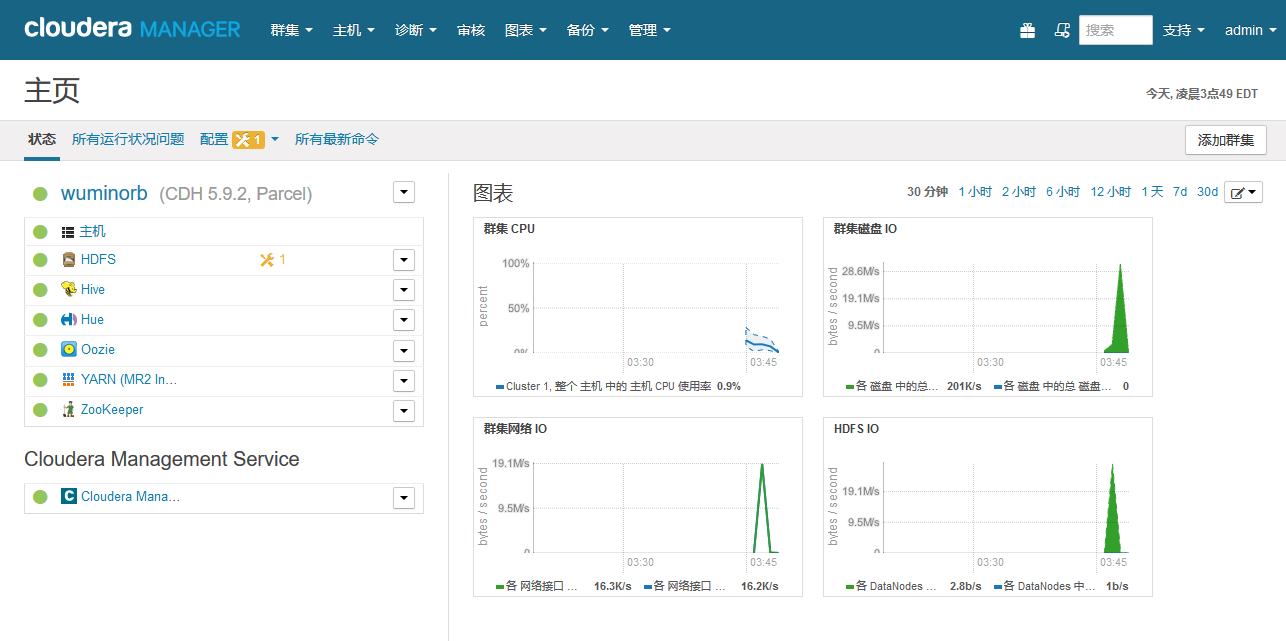 cloudera MANAGER 群集 主机 诊断 审核 图表 备份 管理 搜索 支持 admin
主页
今天, 凌晨3点49 EDT
状态 所有运行状况问题 配置 1 所有最新命令 添加群集
wuminorb (CDH 5.9.2, Parcel)
主机
HDFS 1
Hive
Hue
Oozie
YARN (MR2 In...
ZooKeeper
Cloudera Management Service
C Cloudera Mana...
图表 30 分钟 1 小时 2 小时 6 小时 12 小时 1 天 7d 30d
群集 CPU
percent
100%
50%
0%
03:30 03:45
Cluster 1, 整个 主机 中的 主机 CPU 使用率 0.9%
群集磁盘 IO
bytes / second
28.6M/s
19.1M/s
9.5M/s
0
03:30 03:45
各 磁盘 中的总... 201K/s 各 磁盘 中的总 磁盘... 0
群集网络 IO
bytes / second
19.1M/s
9.5M/s
0
03:30 03:45
各 网络接口 ... 16.3K/s 各 网络接口 ... 16.2K/s
HDFS IO
bytes / second
19.1M/s
9.5M/s
0
03:30 03:45
各 DataNodes ... 2.8b/s 各 DataNodes 中... 1b/s